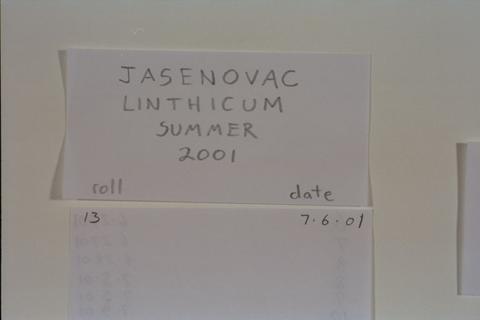 JASENOVAC
LINTHICUM
SUMMER
2001
roll date
13 7.6.01